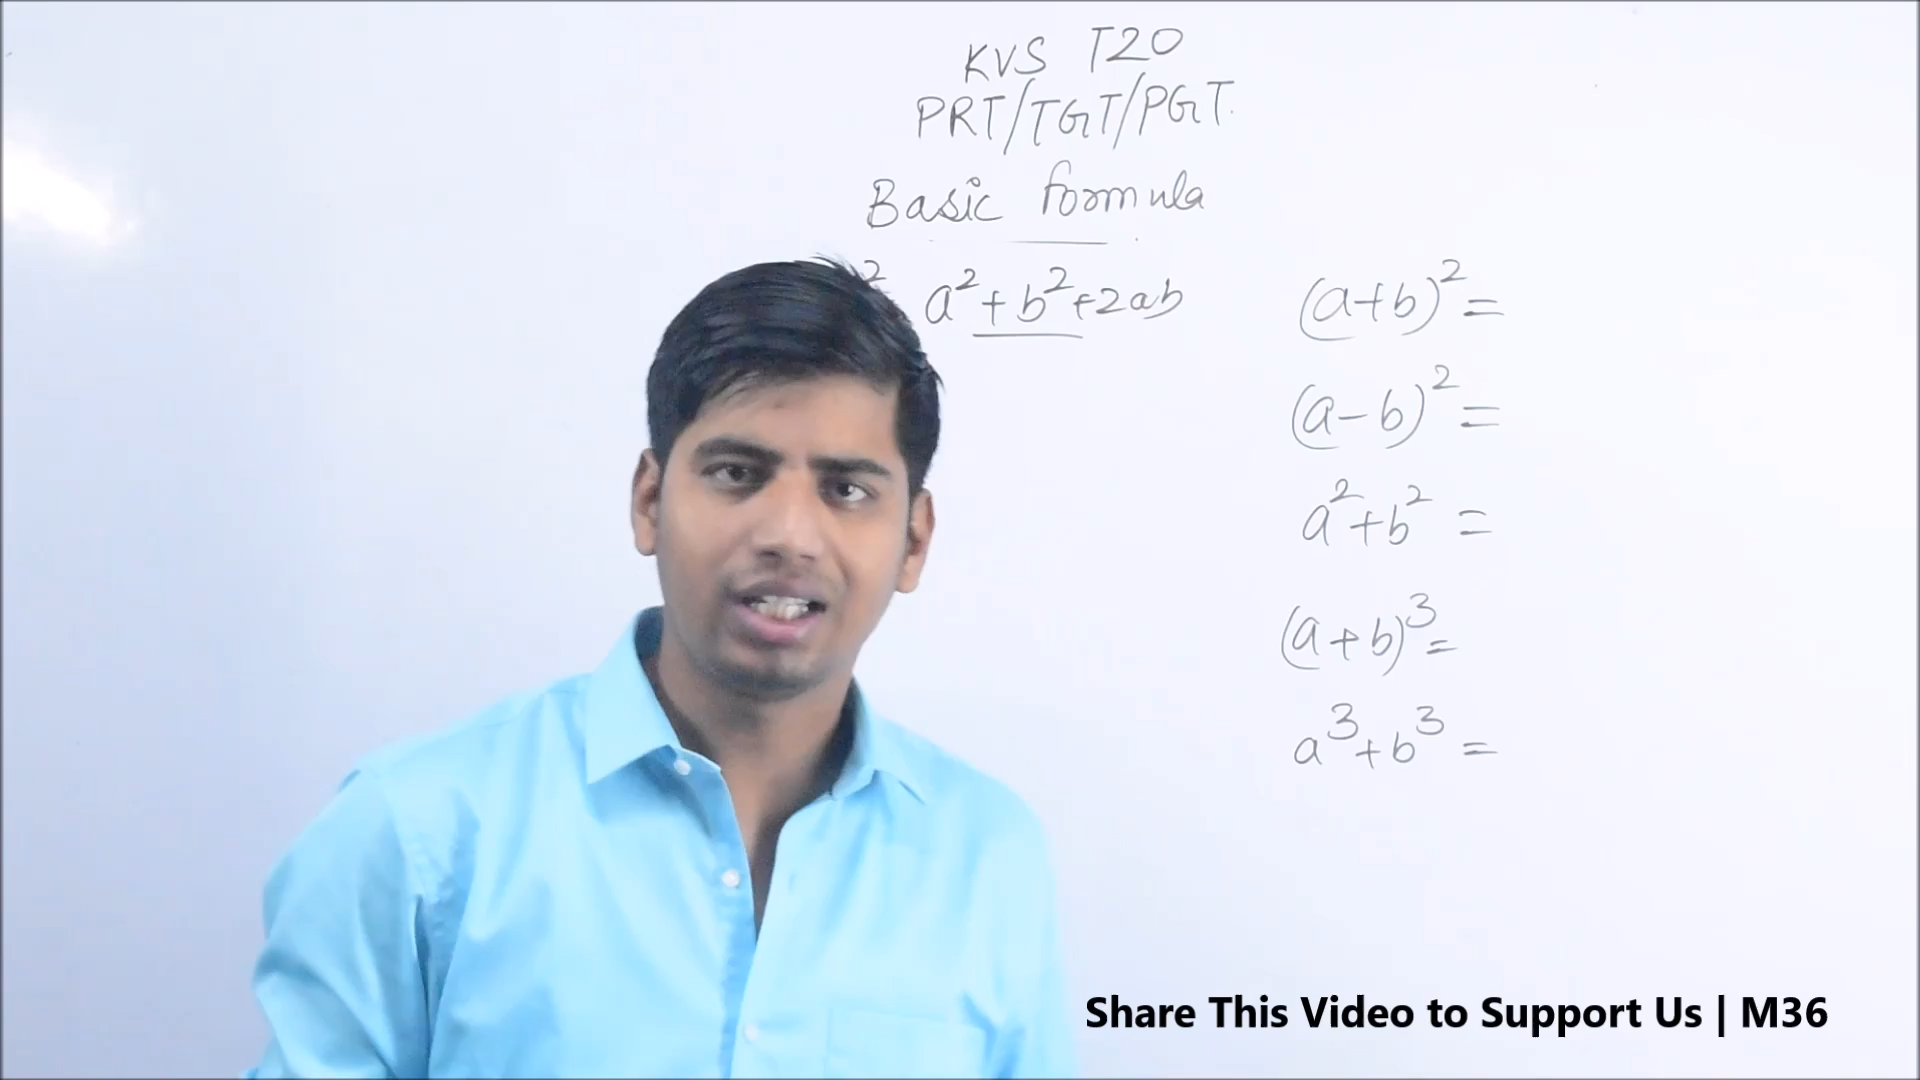 KVS T20
PRT/TGT/PGT.
Basic formula
² a²+b²+2ab
(a+b)²=
(a-b)²=
a²+b² =
(a+b)³=
a³+b³ =
Share This Video to Support Us | M36